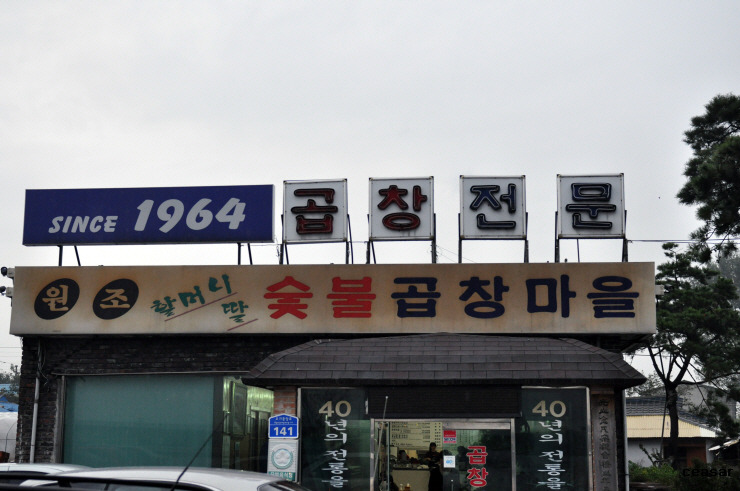 SINCE 1964 곱창전문
원조 할머니 딸 숯불곱창마을
40
년의 전통을
40
년의 전통을
141
곱창
ceasar